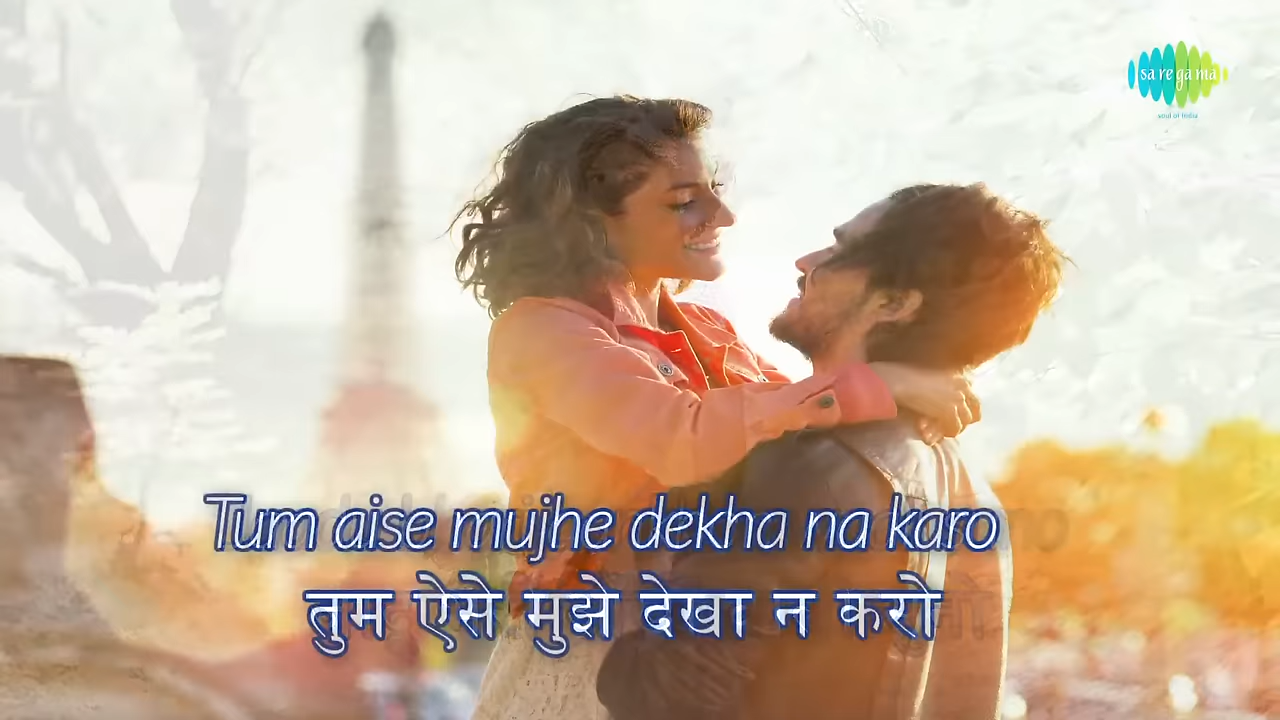 sa re ga ma
soul of India
Tum aise mujhe dekha na karo
तुम ऐसे मुझे देखा न करो